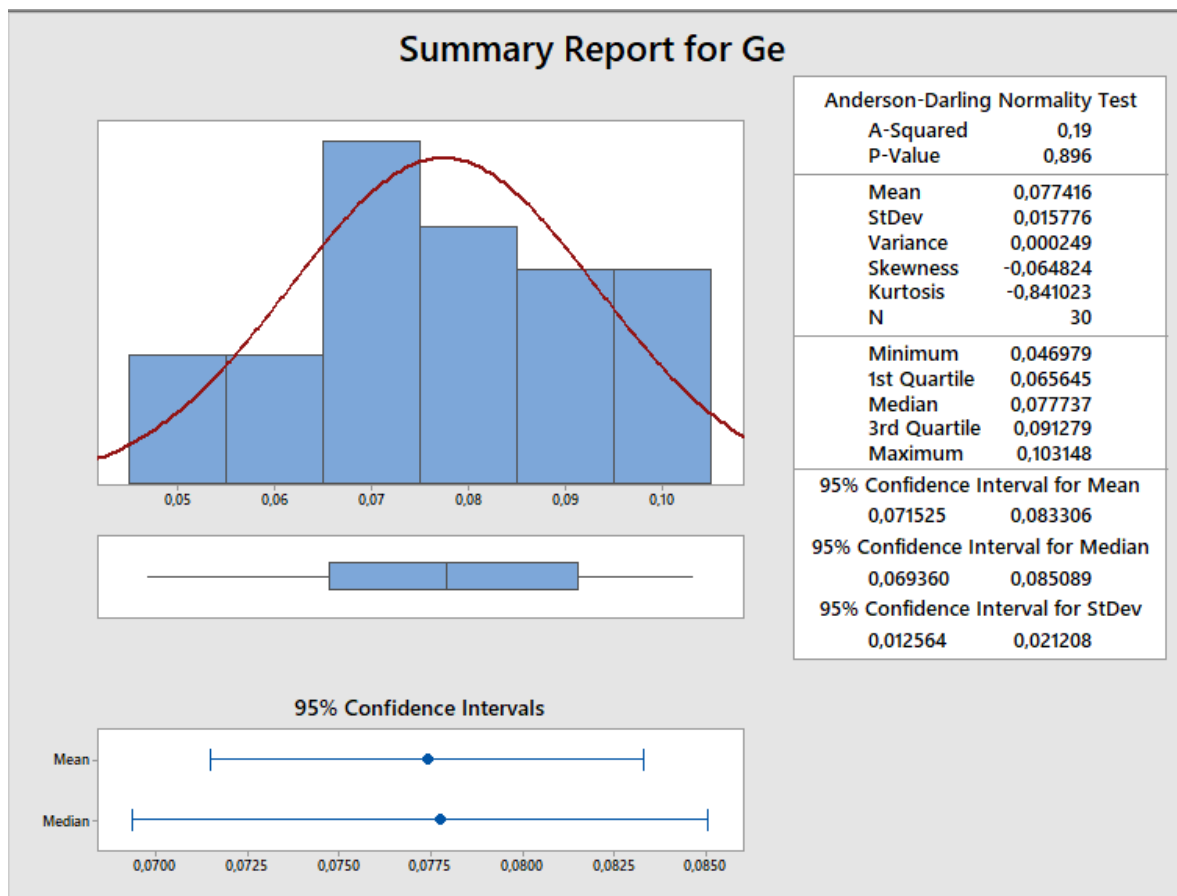 Summary Report for Ge
Anderson-Darling Normality Test
A-Squared 0,19
P-Value 0,896
Mean 0,077416
StDev 0,015776
Variance 0,000249
Skewness -0,064824
Kurtosis -0,841023
N 30
Minimum 0,046979
1st Quartile 0,065645
Median 0,077737
3rd Quartile 0,091279
Maximum 0,103148
95% Confidence Interval for Mean
0,071525 0,083306
95% Confidence Interval for Median
0,069360 0,085089
95% Confidence Interval for StDev
0,012564 0,021208
0,05 0,06 0,07 0,08 0,09 0,10
95% Confidence Intervals
Mean
Median
0,0700 0,0725 0,0750 0,0775 0,0800 0,0825 0,0850